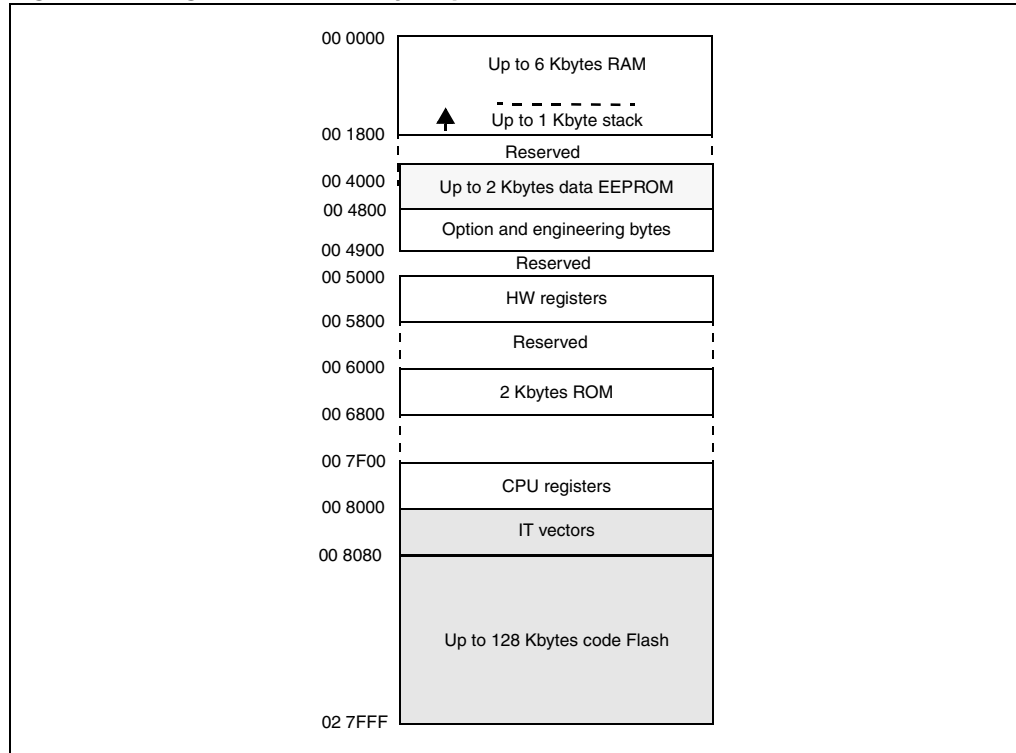 00 0000
Up to 6 Kbytes RAM
Up to 1 Kbyte stack
00 1800
Reserved
00 4000
Up to 2 Kbytes data EEPROM
00 4800
Option and engineering bytes
00 4900
Reserved
00 5000
HW registers
00 5800
Reserved
00 6000
2 Kbytes ROM
00 6800
00 7F00
CPU registers
00 8000
IT vectors
00 8080
Up to 128 Kbytes code Flash
02 7FFF